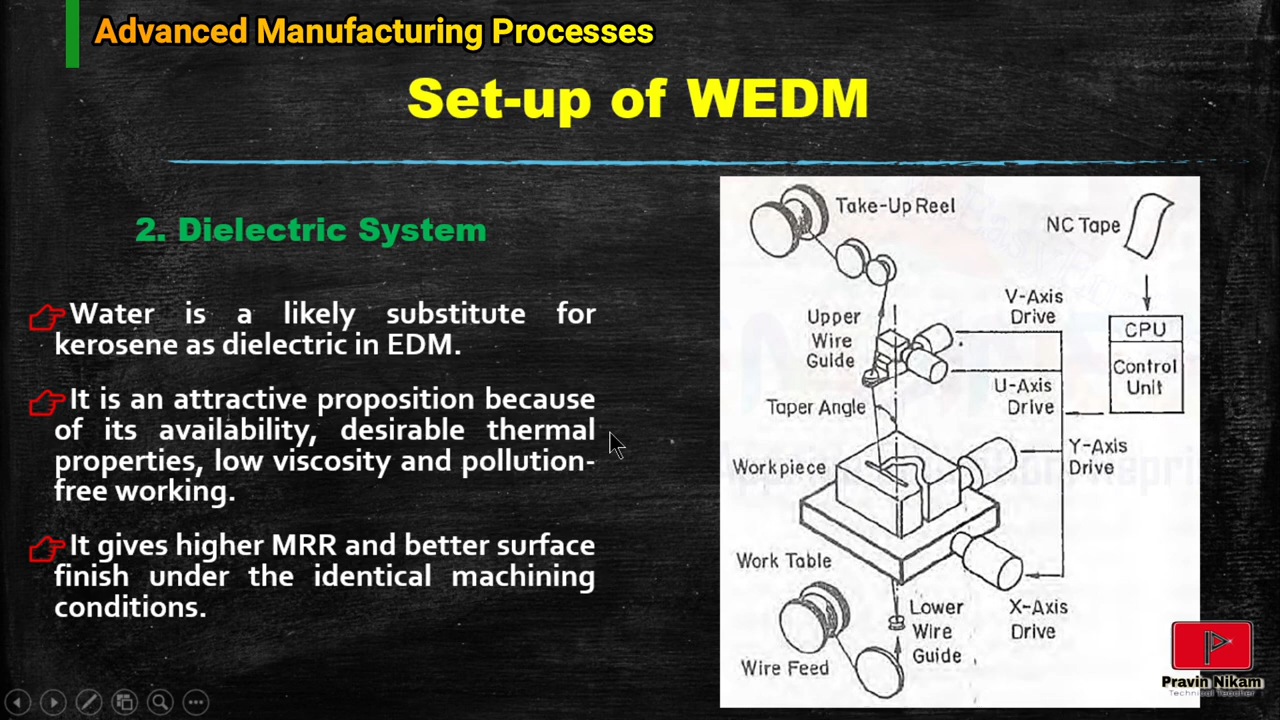 Advanced Manufacturing Processes
Set-up of WEDM
2. Dielectric System
Water is a likely substitute for
kerosene as dielectric in EDM.
It is an attractive proposition because
of its availability, desirable thermal
properties, low viscosity and pollution-
free working.
It gives higher MRR and better surface
finish under the identical machining
conditions.
Take-Up Reel
NC Tape
V-Axis
Drive
Upper
Wire
Guide
CPU
Control
Unit
U-Axis
Drive
Taper Angle
Y-Axis
Drive
Workpiece
Work Table
Lower
Wire
Guide
X-Axis
Drive
Wire Feed
Pravin Nikam
Technical Teacher